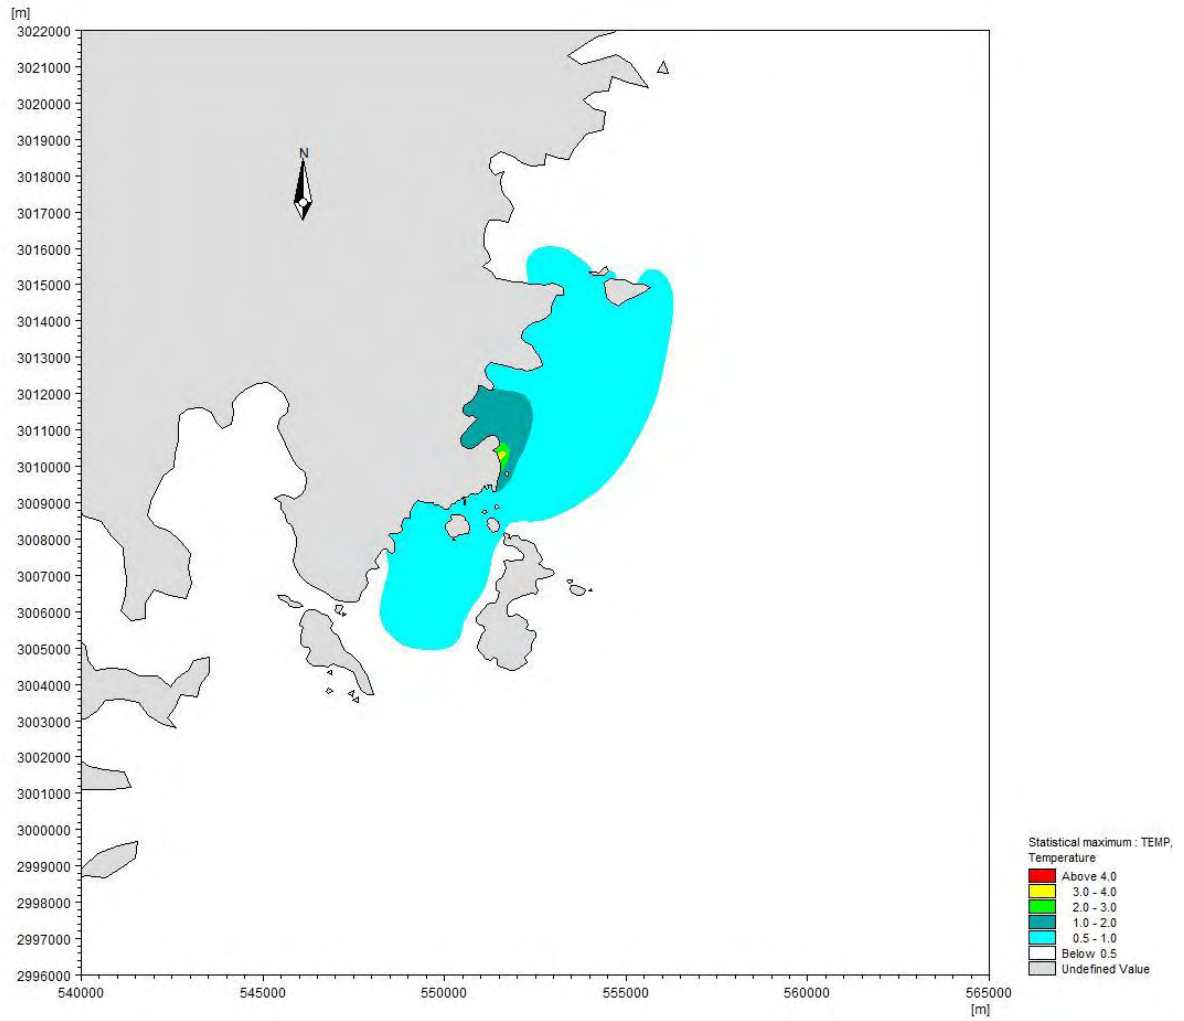 [m]
3022000
3021000
3020000
3019000
3018000
3017000
3016000
3015000
3014000
3013000
3012000
3011000
3010000
3009000
3008000
3007000
3006000
3005000
3004000
3003000
3002000
3001000
3000000
2999000
2998000
2997000
2996000
N
540000 545000 550000 555000 560000 565000
[m]
Statistical maximum : TEMP,
Temperature
Above 4.0
3.0 - 4.0
2.0 - 3.0
1.0 - 2.0
0.5 - 1.0
Below 0.5
Undefined Value